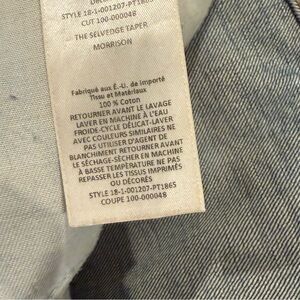 STYLE 18-1-001207-PT1865
CUT 100-000048
THE SELVEDGE TAPER
MORRISON
Fabriqué aux É.-U. de importé
Tissu et Matériaux
100 % Coton
RETOURNER AVANT LE LAVAGE
LAVER EN MACHINE À L'EAU
FROIDE-CYCLE DÉLICAT-LAVER
AVEC COULEURS SIMILAIRES NE
PAS UTILISER D'AGENT DE
BLANCHIMENT RETOURNER AVANT
LE SÉCHAGE-SÉCHER EN MACHINE
À BASSE TEMPÉRATURE NE PAS
REPASSER LES TISSUS IMPRIMÉS
OU DÉCORÉS
STYLE 18-1-001207-PT1865
COUPE 100-000048